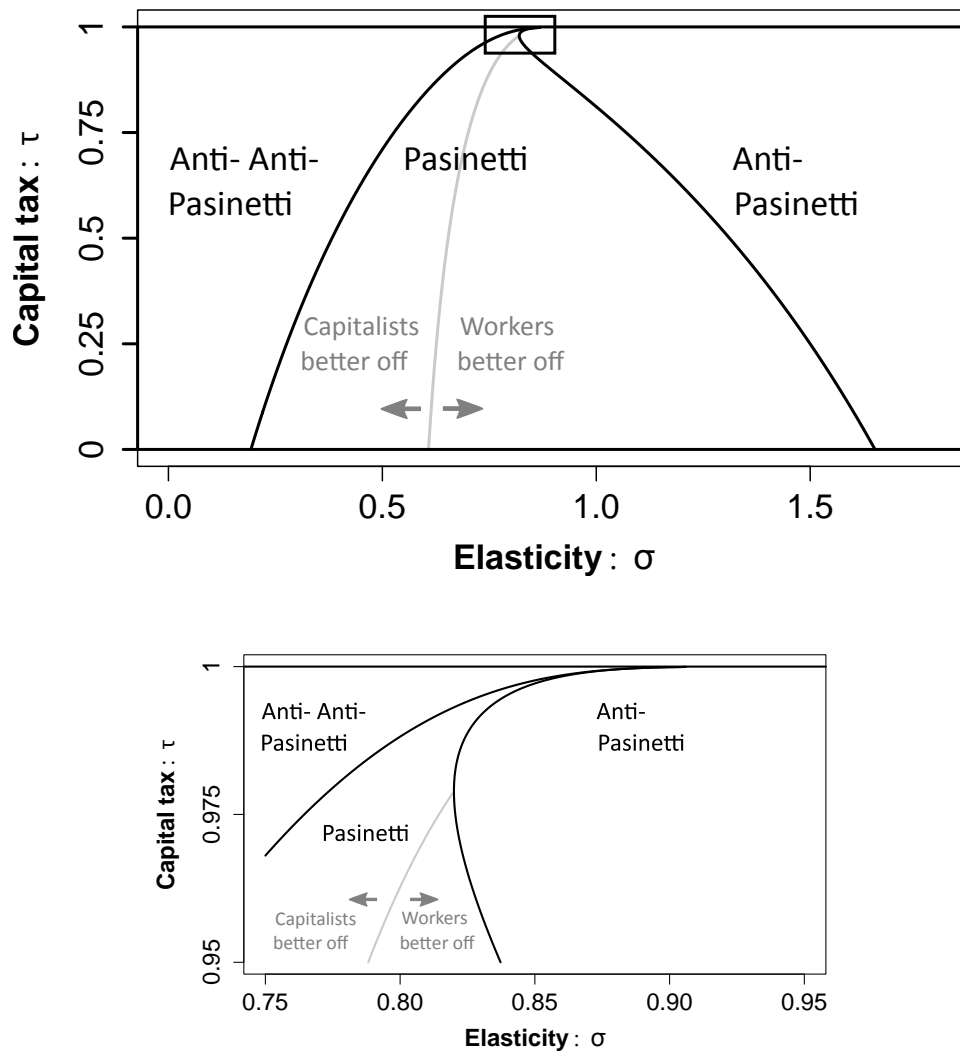 1
0.75
0.5
0.25
0
Capital tax: τ
Anti- Anti-
Pasinetti
Pasinetti
Anti-
Pasinetti
Capitalists
better off
Workers
better off
0.0 0.5 1.0 1.5
Elasticity: σ
1
0.975
0.95
Capital tax: τ
Anti- Anti-
Pasinetti
Anti-
Pasinetti
Pasinetti
Capitalists
better off
Workers
better off
0.75 0.80 0.85 0.90 0.95
Elasticity: σ